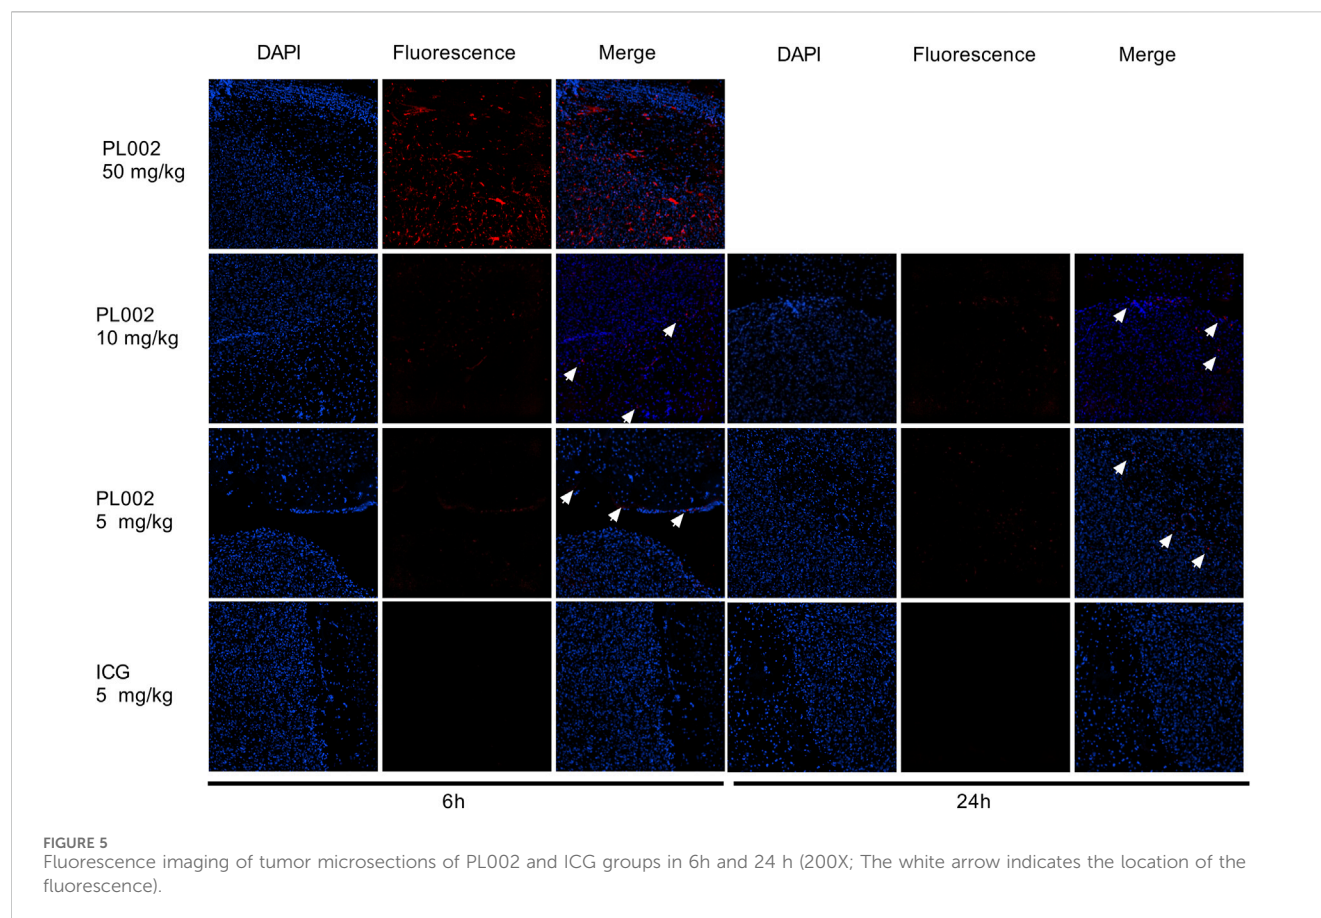 DAPI Fluorescence Merge DAPI Fluorescence Merge
PL002
50 mg/kg
PL002
10 mg/kg
PL002
5 mg/kg
ICG
5 mg/kg
6h 24h
FIGURE 5
Fluorescence imaging of tumor microsections of PL002 and ICG groups in 6h and 24 h (200X; The white arrow indicates the location of the
fluorescence).